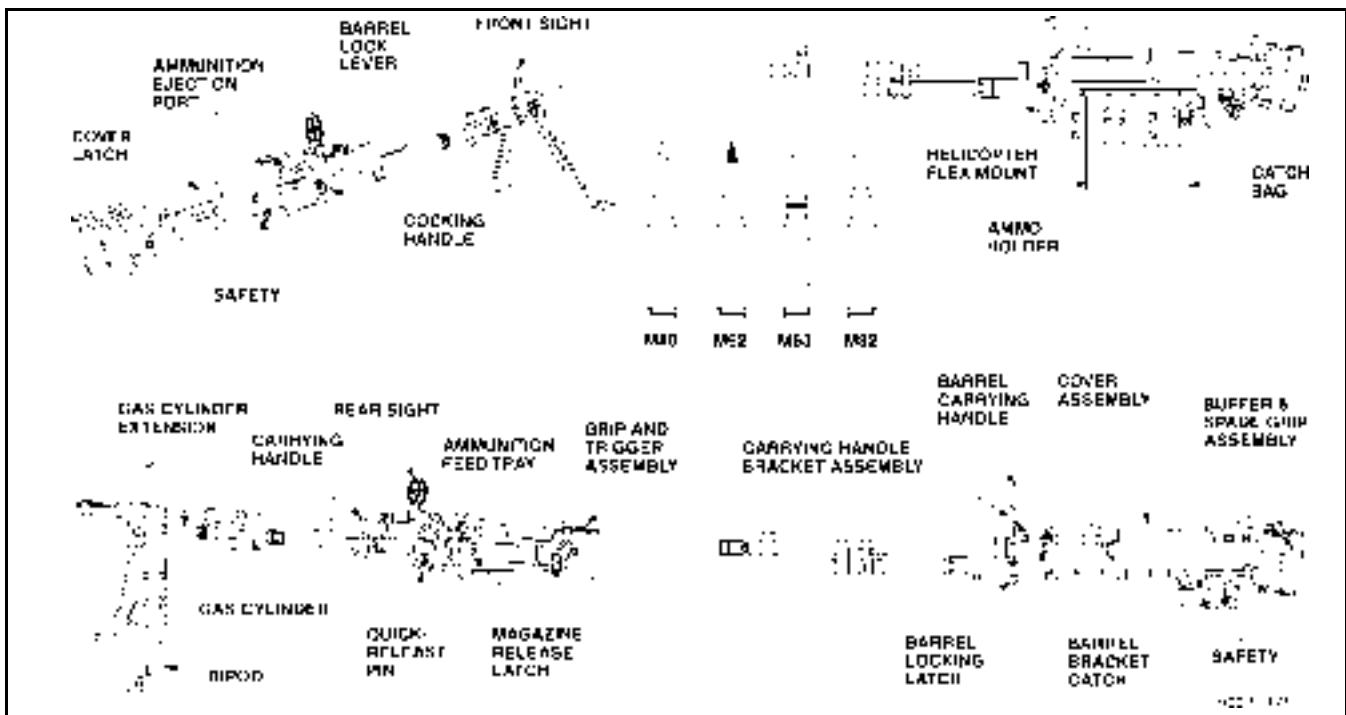 FRONT SIGHT
BARREL
LOCK
LEVER
AMMUNITION
EJECTION
PORT
COVER
LATCH
COCKING
HANDLE
SAFETY
HELICOPTER
FLEX MOUNT
CATCH
BAG
AMMO
HOLDER
M62
M82
GAS CYLINDER
EXTENSION
CARRYING
HANDLE
REAR SIGHT
AMMUNITION
FEED TRAY
GRIP AND
TRIGGER
ASSEMBLY
GAS CYLINDER
BIPOD
QUICK-
RELEASE
PIN
MAGAZINE
RELEASE
LATCH
CARRYING HANDLE
BRACKET ASSEMBLY
BARREL
CARRYING
HANDLE
COVER
ASSEMBLY
BUFFER &
SPADE GRIP
ASSEMBLY
BARREL
LOCKING
LATCH
BARREL
BRACKET
CATCH
SAFETY